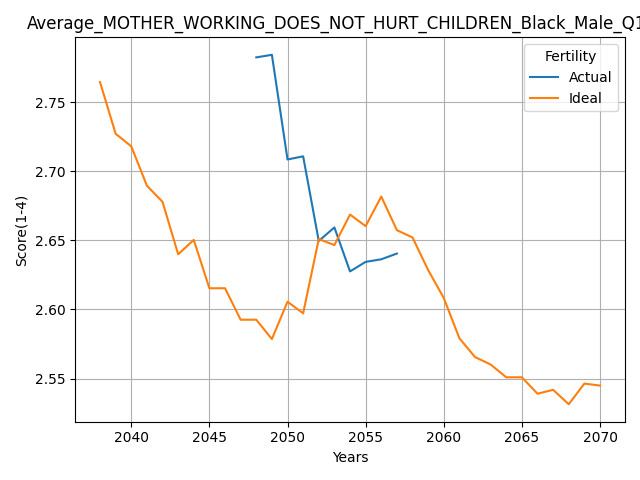 Average_MOTHER_WORKING_DOES_NOT_HURT_CHILDREN_Black_Male_Q1
Fertility
Actual
Ideal
2.75
2.70
2.65
2.60
2.55
Score(1-4)
2040 2045 2050 2055 2060 2065 2070
Years